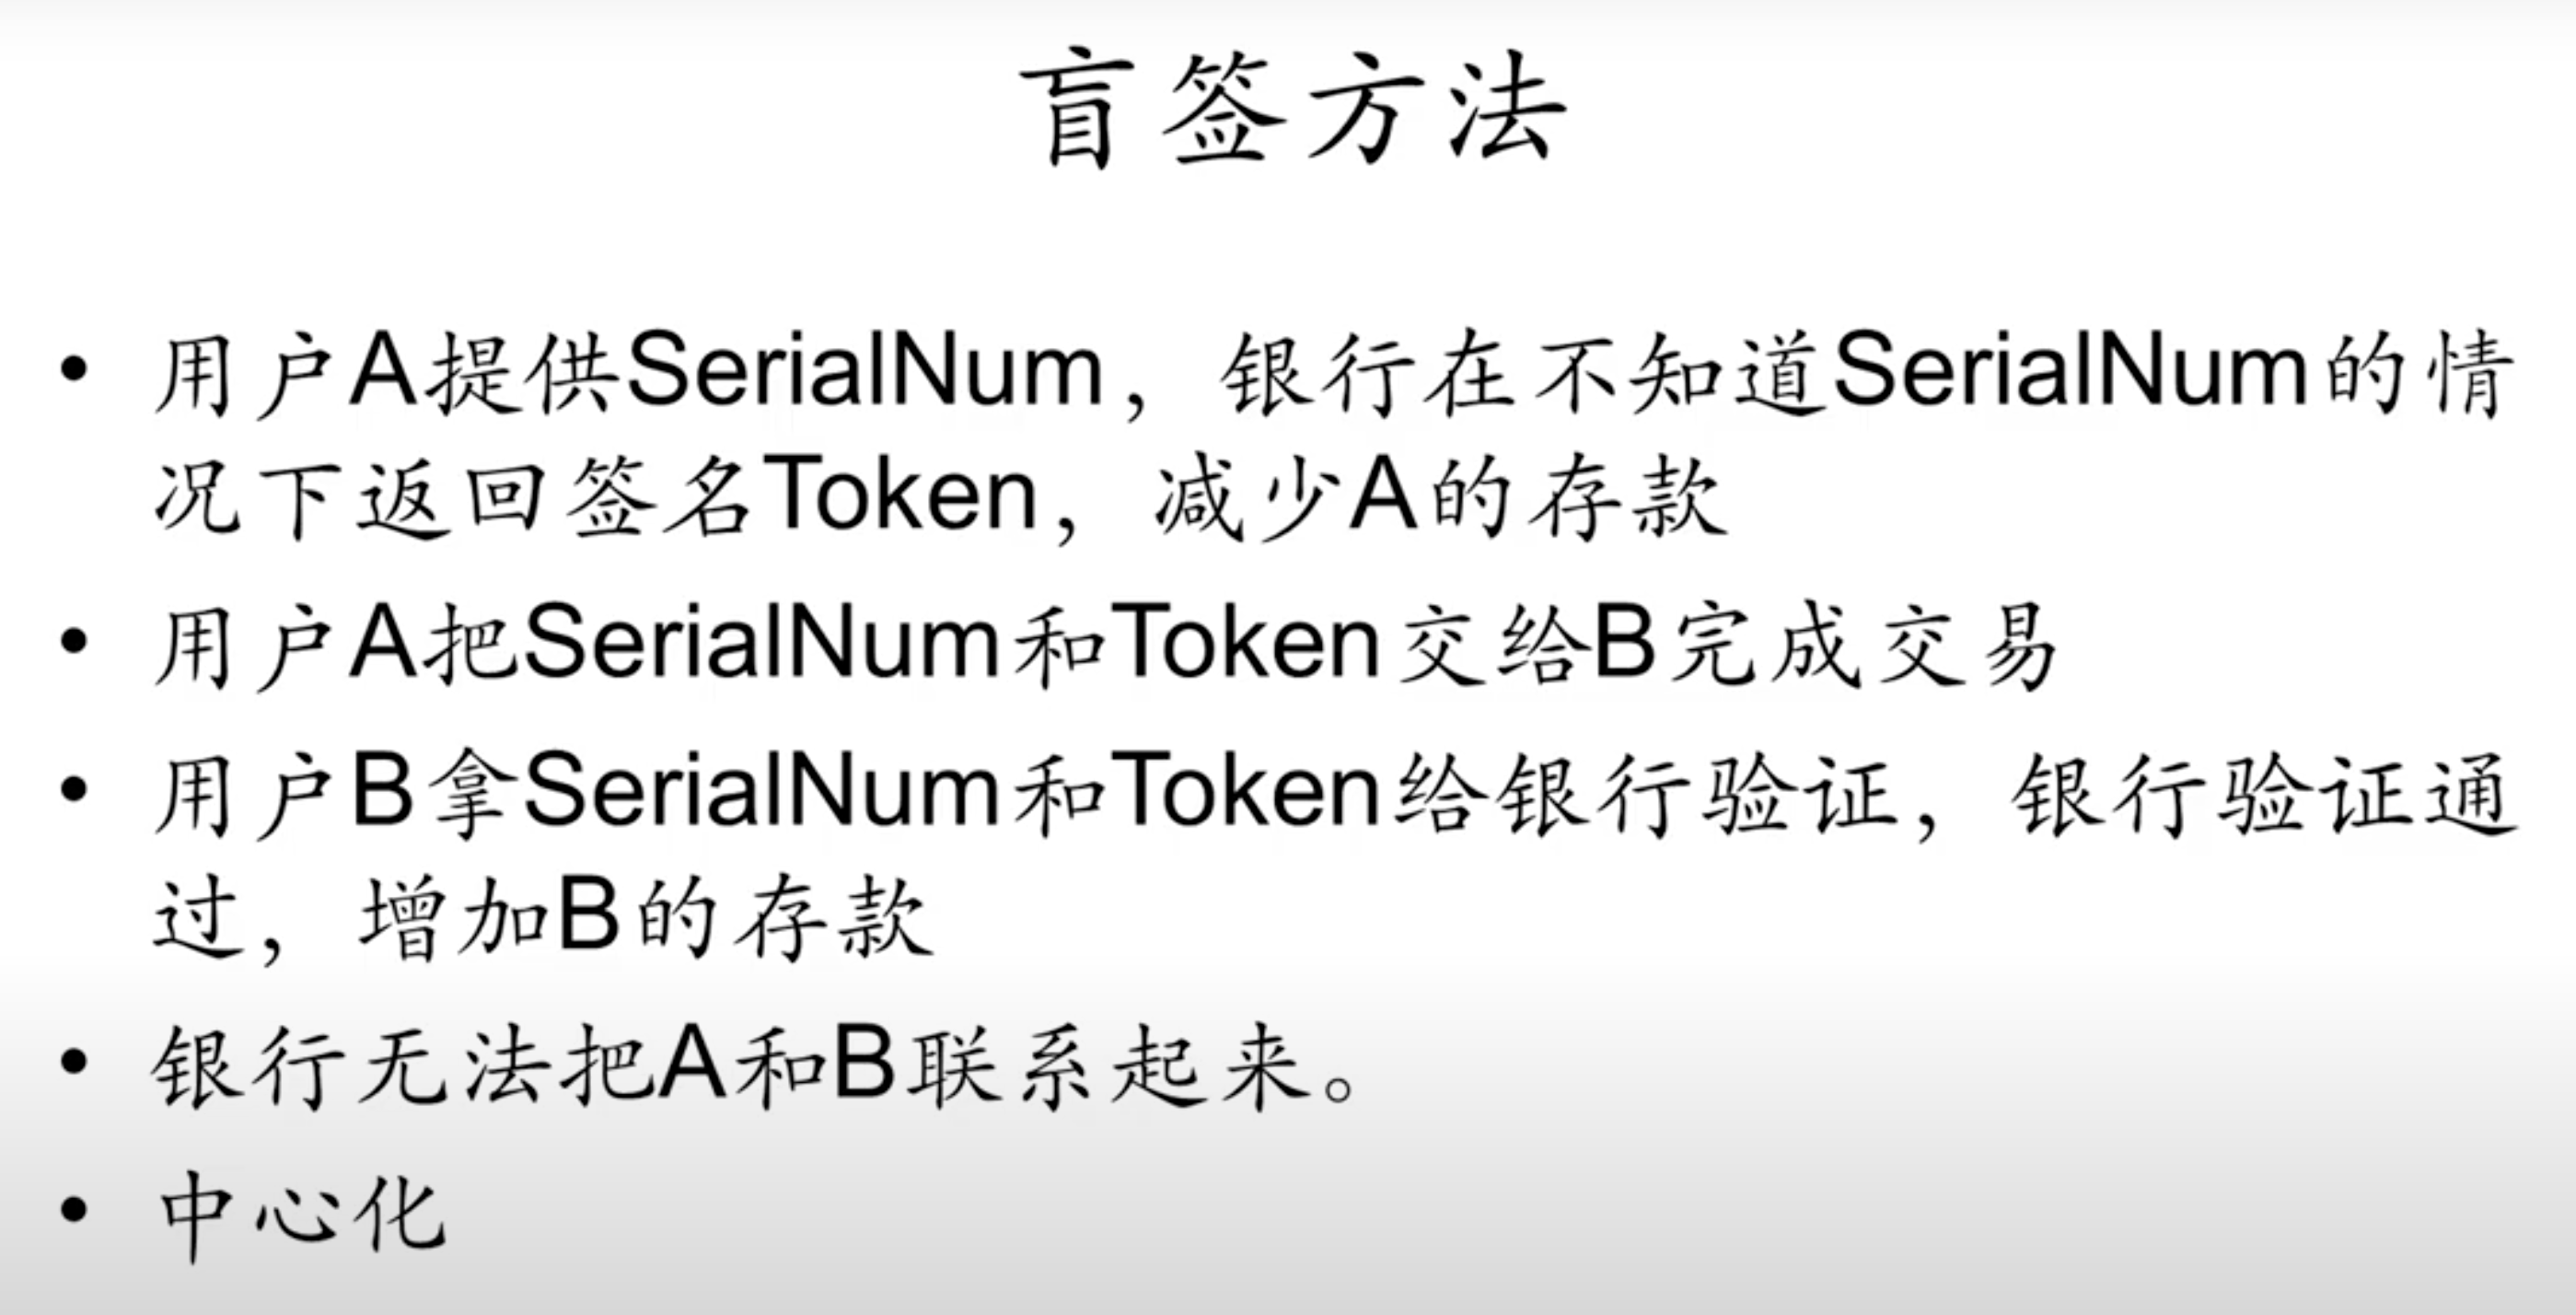 盲签方法
• 用户A提供SerialNum，银行在不知道SerialNum的情
况下返回签名Token，减少A的存款
• 用户A把SerialNum和Token交给B完成交易
• 用户B拿SerialNum和Token给银行验证，银行验证通
过，增加B的存款
• 银行无法把A和B联系起来。
• 中心化